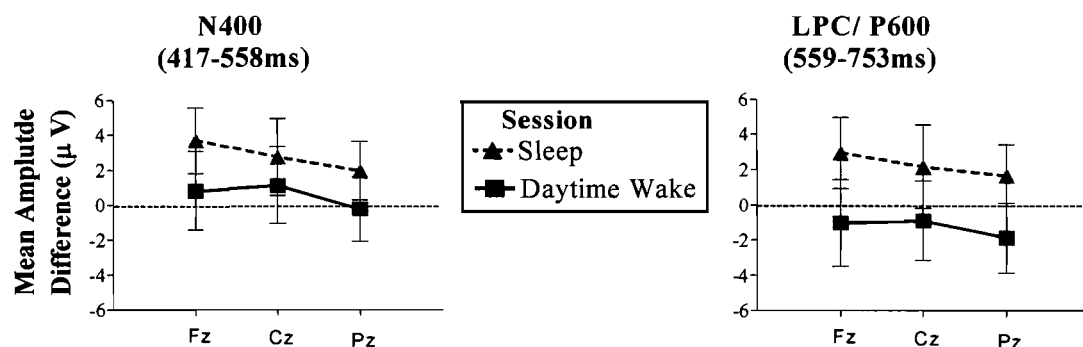 N400
(417-558ms)
LPC/ P600
(559-753ms)
Mean Amplutde
Difference (μ V)
6
4
2
0
-2
-4
-6
Fz
Cz
Pz
Session
Sleep
Daytime Wake
6
4
2
0
-2
-4
-6
Fz
Cz
Pz